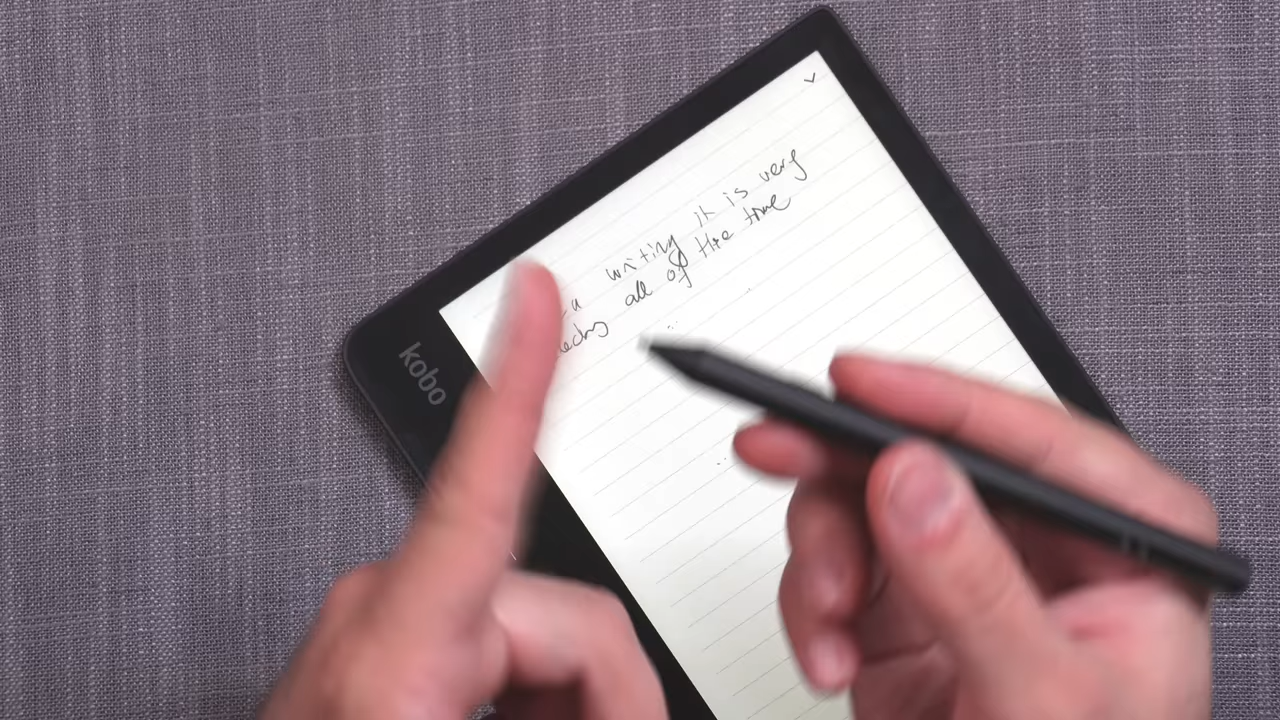 writing it is very
all of the time
kobo